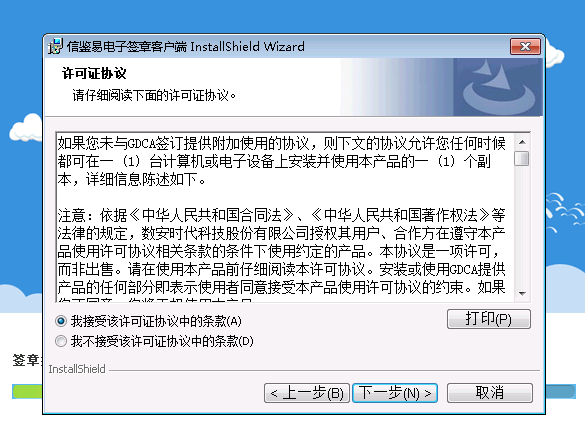 信鉴易电子签章客户端 InstallShield Wizard
许可证协议
请仔细阅读下面的许可证协议。
如果您未与GDCA签订提供附加使用的协议，则下文的协议允许您任何时候
都可在一（1）台计算机或电子设备上安装并使用本产品的一（1）个副
本，详细信息陈述如下。
注意：依据《中华人民共和国合同法》、《中华人民共和国著作权法》等
法律的规定，数安时代科技股份有限公司授权其用户、合作方在遵守本产
品使用许可协议相关条款的条件下使用约定的产品。本协议是一项许可，
而非出售。请在使用本产品前仔细阅读本许可协议。安装或使用GDCA提供
产品的任何部分即表示使用者同意接受本产品使用许可协议的约束。如果
我接受该许可证协议中的条款(A)
打印(P)
我不接受该许可证协议中的条款(D)
InstallShield
签章
< 上一步(B)
下一步(N) >
取消